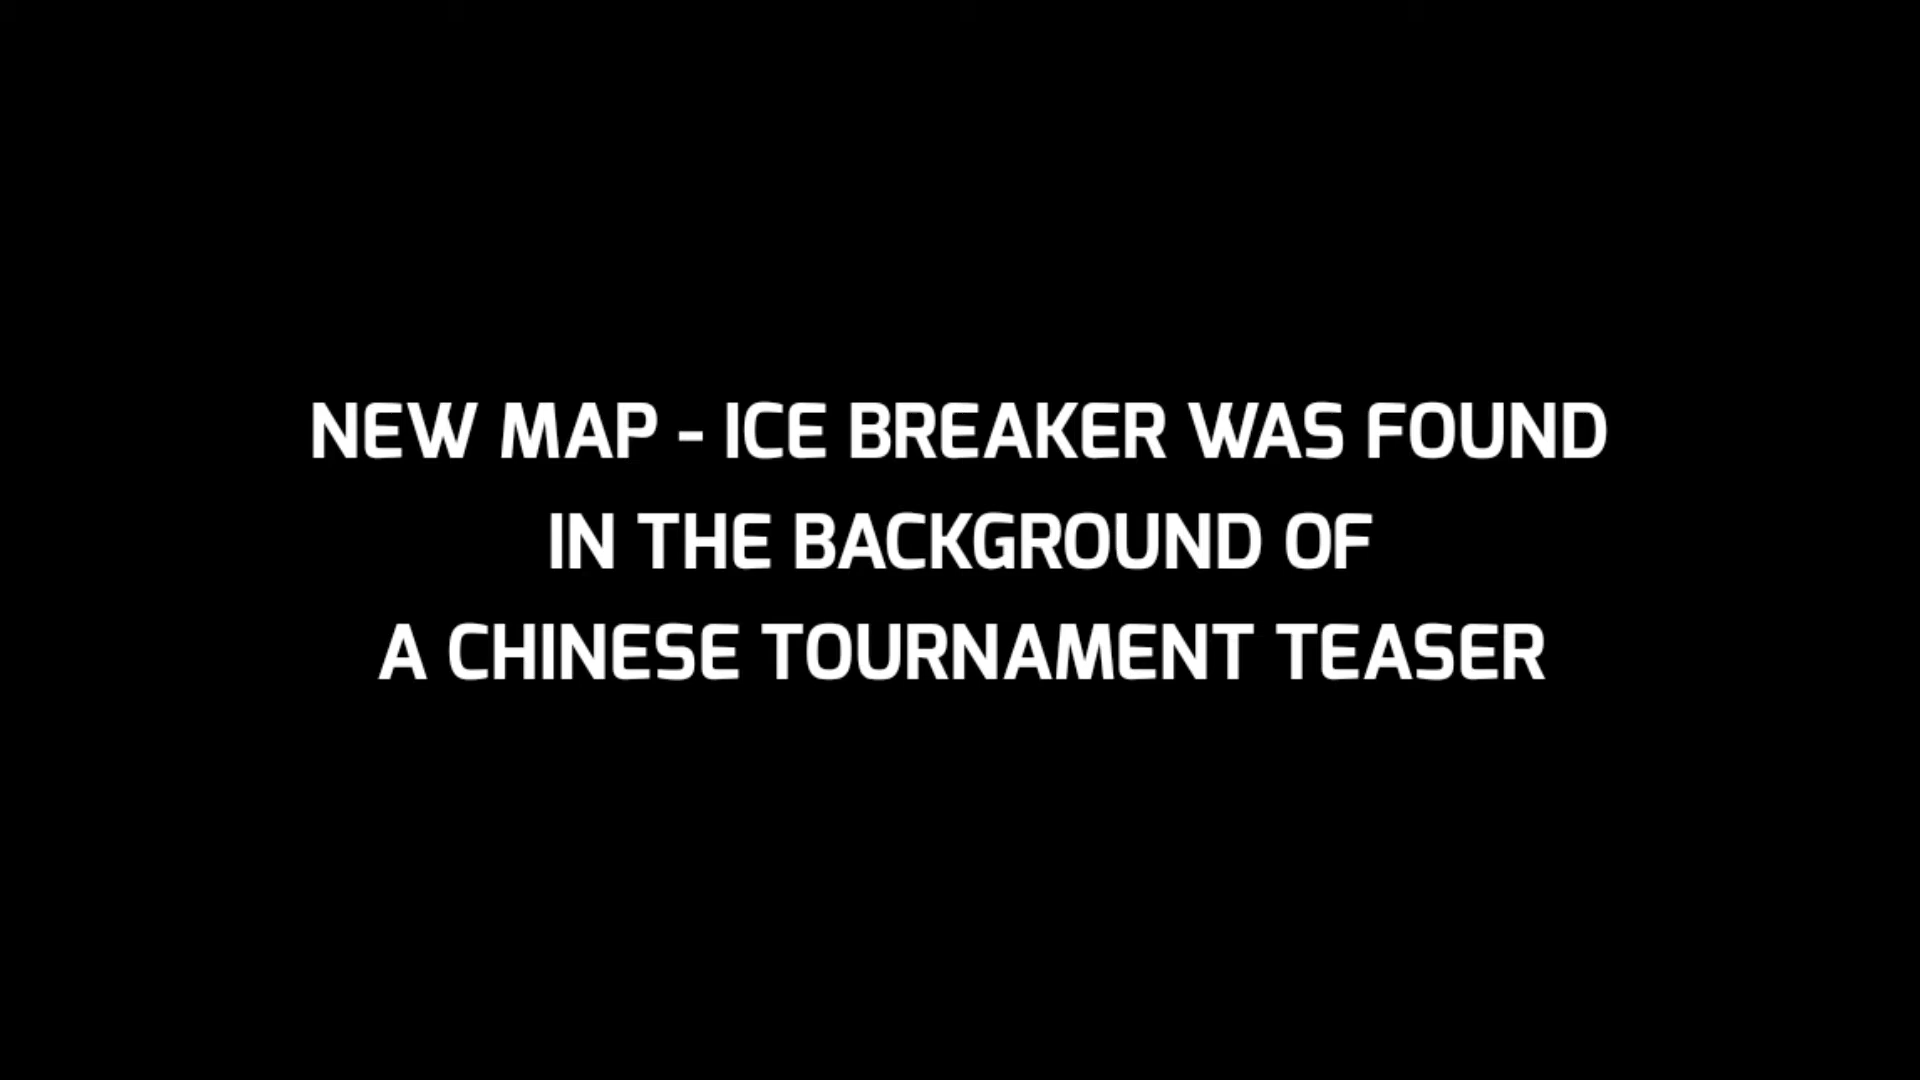 NEW MAP - ICE BREAKER WAS FOUND
IN THE BACKGROUND OF
A CHINESE TOURNAMENT TEASER